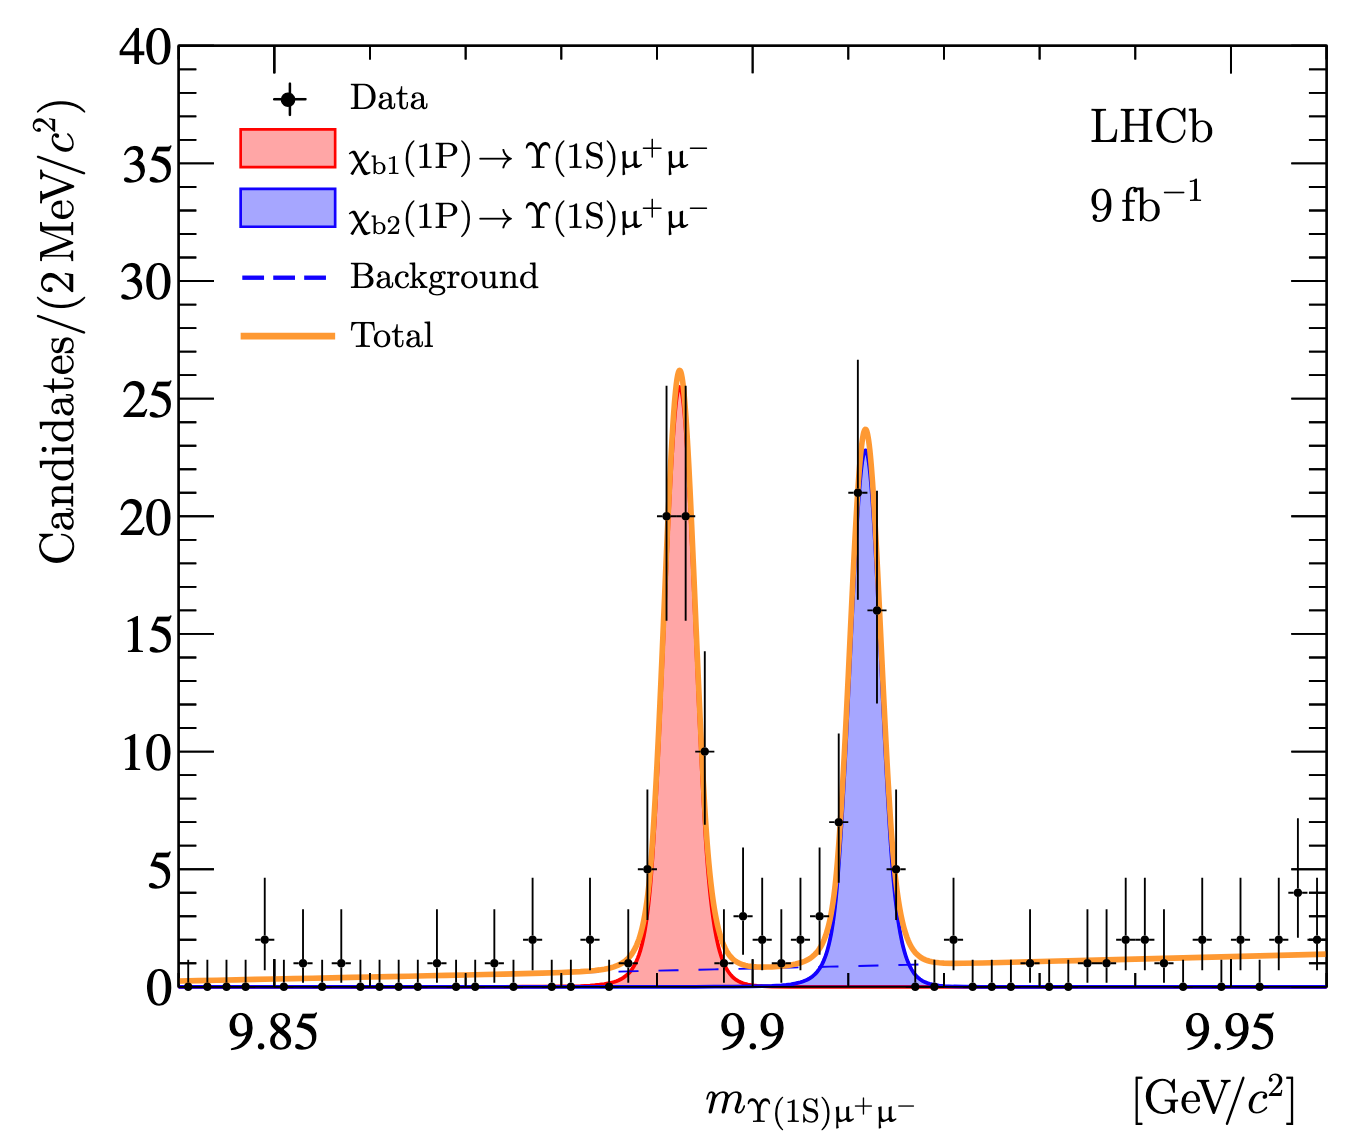 Candidates/(2 MeV/c²)
40
35
30
25
20
15
10
5
0
Data
χb1(1P)→ ϒ(1S)μ⁺μ⁻
χb2(1P)→ ϒ(1S)μ⁺μ⁻
Background
Total
LHCb
9 fb⁻¹
9.85 9.9 9.95
mϒ(1S)μ⁺μ⁻ [GeV/c²]